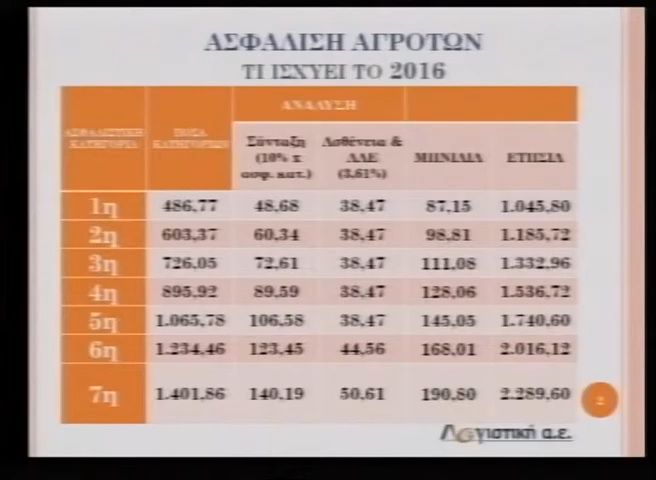 ΑΣΦΑΛΙΣΗ ΑΓΡΟΤΩΝ
ΤΙ ΙΣΧΥΕΙ ΤΟ 2016
ΑΣΦΑΛΙΣΤΙΚΗ ΚΑΤΗΓΟΡΙΑ
ΠΟΣΑ ΚΑΤΗΓΟΡΙΩΝ
ΑΝΑΛΥΣΗ
Σύνταξη (10% x ασφ. κατ.)
Ασθένεια & ΛΑΕ (3,61%)
ΜΗΝΙΑΙΑ
ΕΤΗΣΙΑ
1η 486,77 48,68 38,47 87,15 1.045,80
2η 603,37 60,34 38,47 98,81 1.185,72
3η 726,05 72,61 38,47 111,08 1.332,96
4η 895,92 89,59 38,47 128,06 1.536,72
5η 1.065,78 106,58 38,47 145,05 1.740,60
6η 1.234,46 123,45 44,56 168,01 2.016,12
7η 1.401,86 140,19 50,61 190,80 2.289,60
2
Λογιστική α.ε.